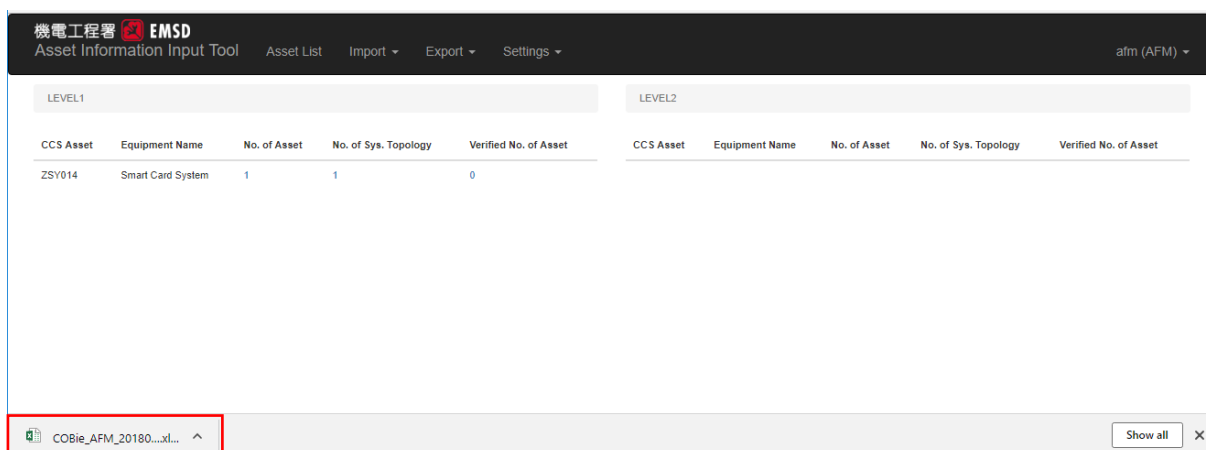 機電工程署 EMSD
Asset Information Input Tool Asset List Import Export Settings afm (AFM)
LEVEL1 LEVEL2
CCS Asset Equipment Name No. of Asset No. of Sys. Topology Verified No. of Asset CCS Asset Equipment Name No. of Asset No. of Sys. Topology Verified No. of Asset
ZSY014 Smart Card System 1 1 0
COBie_AFM_20180....xl... Show all